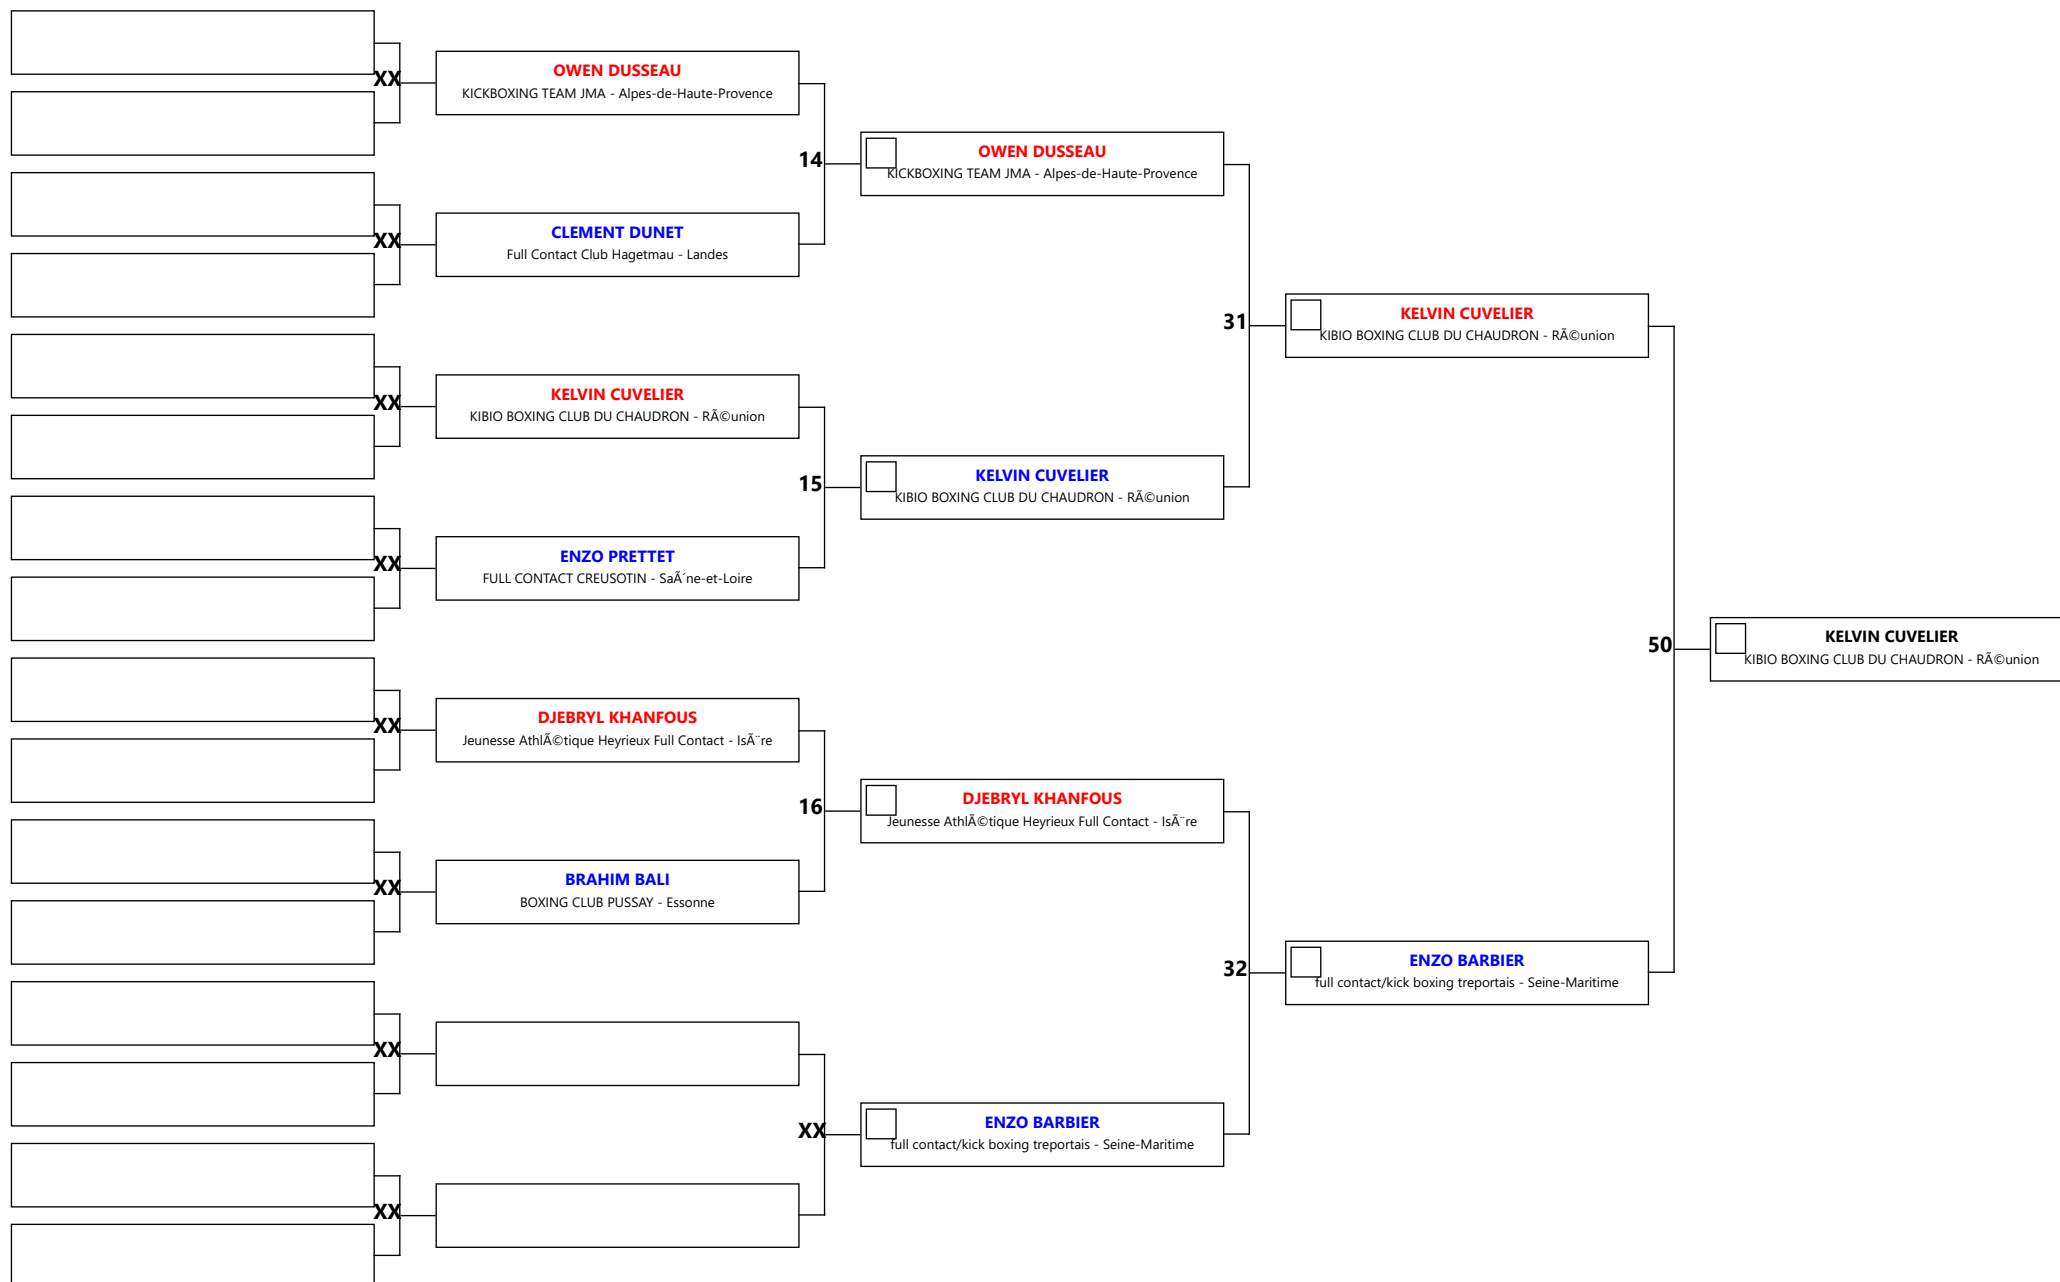 XX
OWEN DUSSEAU
KICKBOXING TEAM JMA - Alpes-de-Haute-Provence
XX
CLEMENT DUNET
Full Contact Club Hagetmau - Landes
XX
KELVIN CUVELIER
KIBIO BOXING CLUB DU CHAUDRON - RÃ©union
XX
ENZO PRETTET
FULL CONTACT CREUSOTIN - SaÃ´ne-et-Loire
XX
DJEBRYL KHANFOUS
Jeunesse AthlÃ©tique Heyrieux Full Contact - IsÃ¨re
XX
BRAHIM BALI
BOXING CLUB PUSSAY - Essonne
XX
XX
14
OWEN DUSSEAU
KICKBOXING TEAM JMA - Alpes-de-Haute-Provence
15
KELVIN CUVELIER
KIBIO BOXING CLUB DU CHAUDRON - RÃ©union
16
DJEBRYL KHANFOUS
Jeunesse AthlÃ©tique Heyrieux Full Contact - IsÃ¨re
XX
ENZO BARBIER
full contact/kick boxing treportais - Seine-Maritime
31
KELVIN CUVELIER
KIBIO BOXING CLUB DU CHAUDRON - RÃ©union
32
ENZO BARBIER
full contact/kick boxing treportais - Seine-Maritime
50
KELVIN CUVELIER
KIBIO BOXING CLUB DU CHAUDRON - RÃ©union